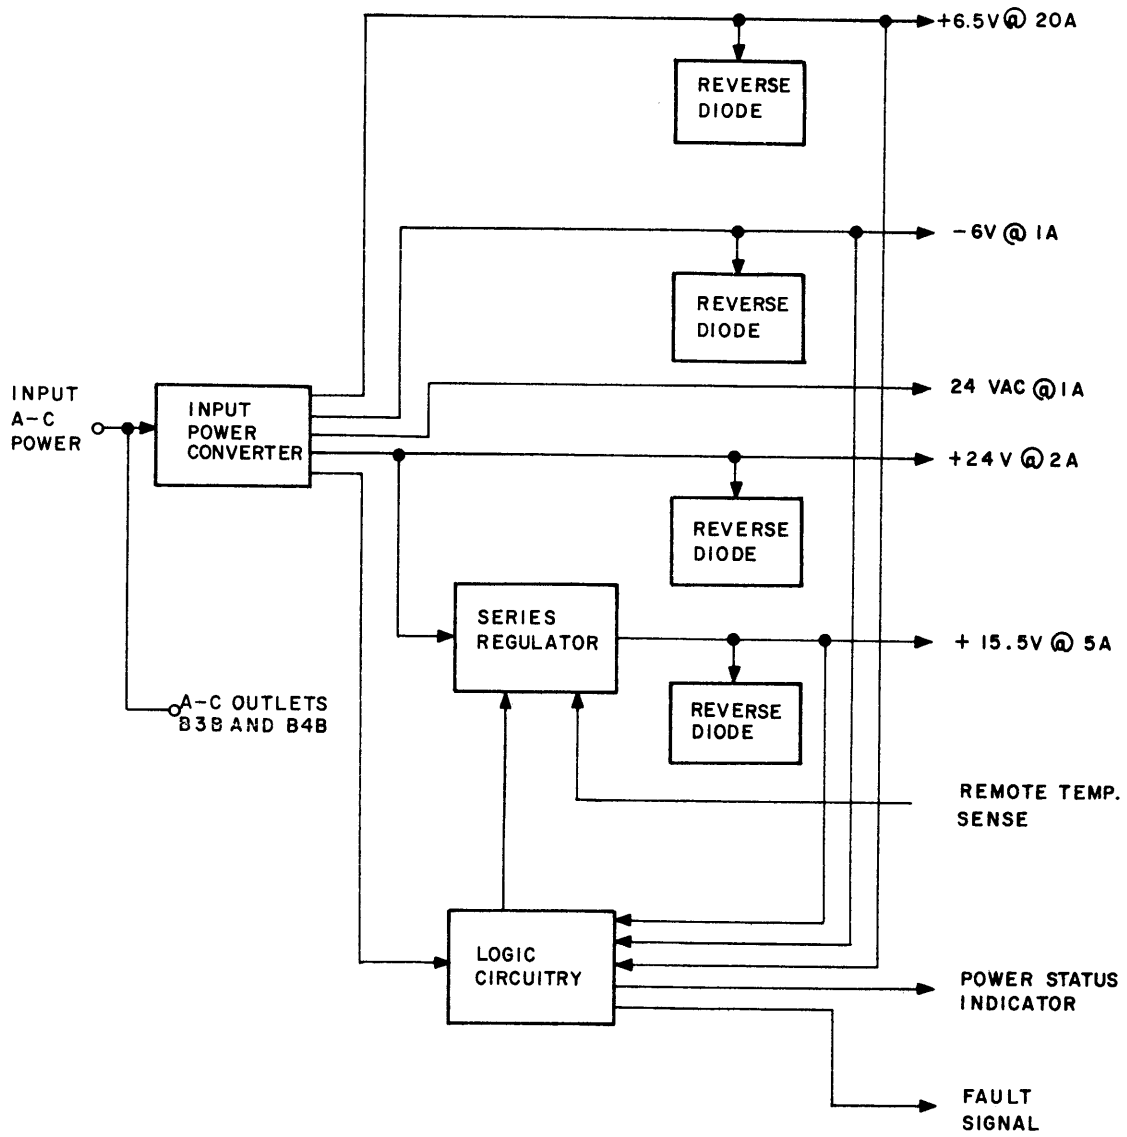 +6.5V @ 20A
REVERSE
DIODE
-6V @ 1A
REVERSE
DIODE
INPUT
A-C
POWER
INPUT
POWER
CONVERTER
24 VAC @ 1A
+24V @ 2A
REVERSE
DIODE
SERIES
REGULATOR
+ 15.5V @ 5A
A-C OUTLETS
B3B AND B4B
REVERSE
DIODE
REMOTE TEMP.
SENSE
LOGIC
CIRCUITRY
POWER STATUS
INDICATOR
FAULT
SIGNAL